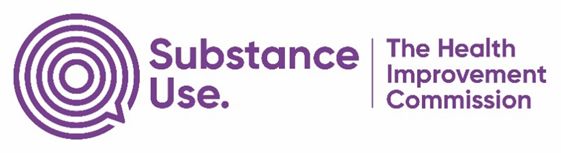 Substance
Use.
The Health
Improvement
Commission